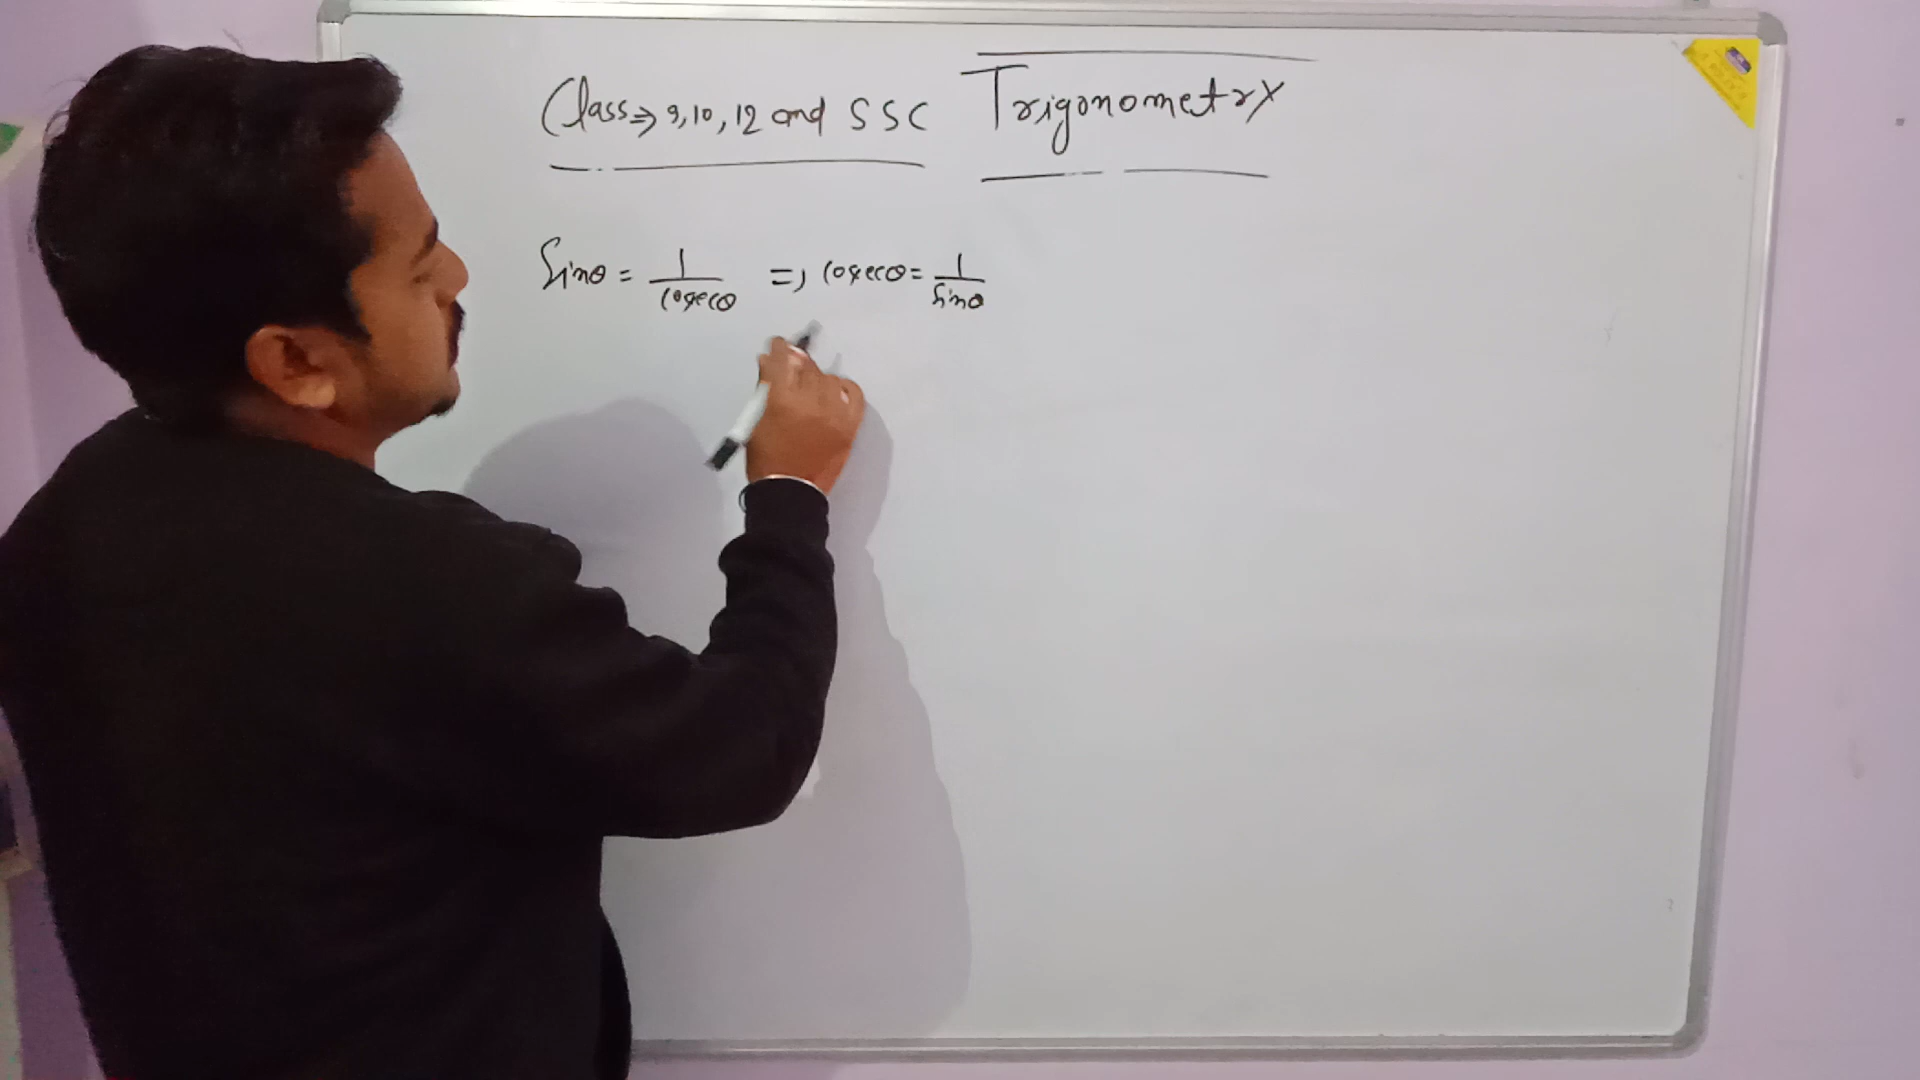 Class⇒ 9,10,12 and SSC Trigonometry
Sinθ = 1/cosecθ ⇒ cosecθ = 1/Sinθ